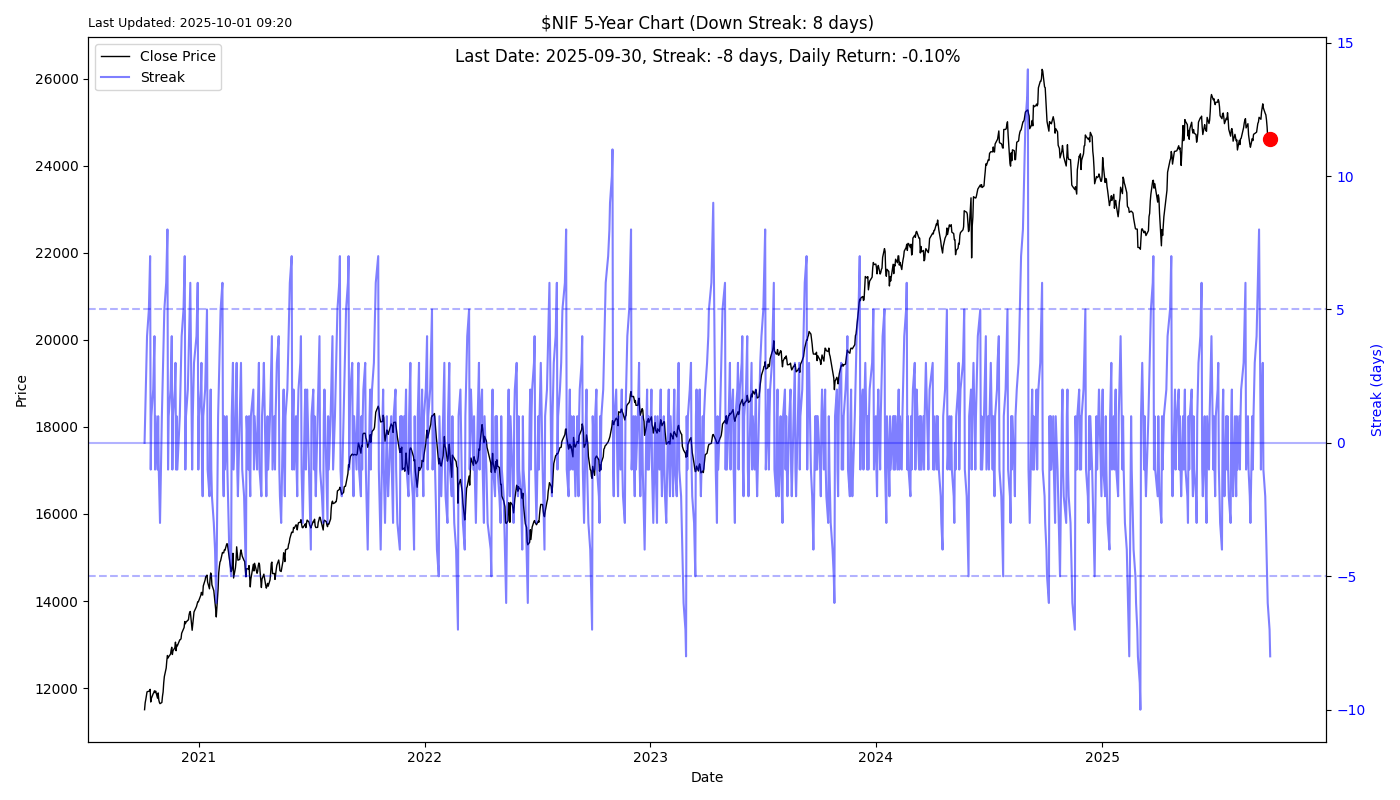 Last Updated: 2025-10-01 09:20
$NIF 5-Year Chart (Down Streak: 8 days)
Last Date: 2025-09-30, Streak: -8 days, Daily Return: -0.10%
Close Price
Streak
26000
24000
22000
20000
18000
16000
14000
12000
Price
15
10
5
0
−5
−10
Streak (days)
2021
2022
2023
2024
2025
Date